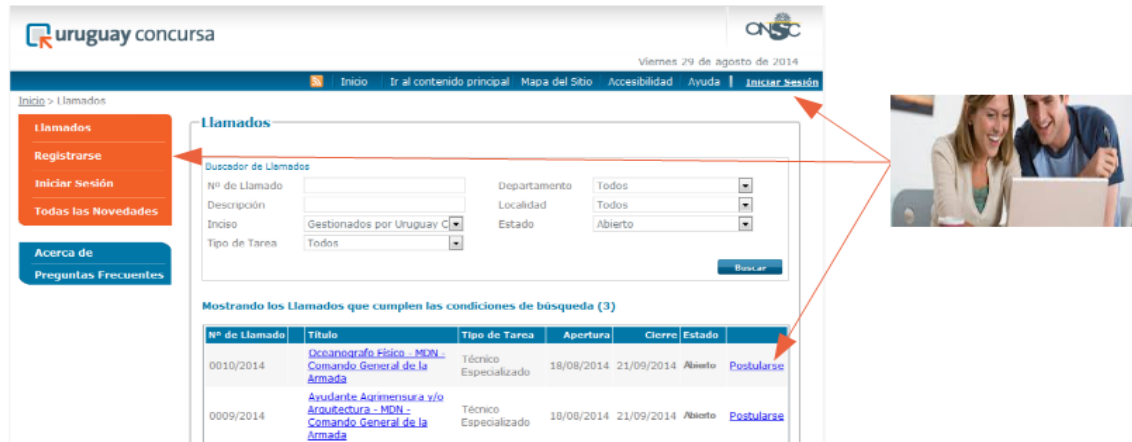 uruguay concursa
ONSC
Viernes 29 de agosto de 2014
Inicio Ir al contenido principal Mapa del Sitio Accesibilidad Ayuda Iniciar Sesión
Inicio > Llamados
Llamados
Registrarse
Iniciar Sesión
Todas las Novedades
Acerca de
Preguntas Frecuentes
Llamados
Buscador de Llamados
Nº de Llamado Departamento Todos
Descripción Localidad Todos
Inciso Gestionados por Uruguay C Estado Abierto
Tipo de Tarea Todos
Buscar
Mostrando los Llamados que cumplen las condiciones de búsqueda (3)
Nº de Llamado Título Tipo de Tarea Apertura Cierre Estado
0010/2014 Oceanografo Físico - MDN - Comando General de la Armada Técnico Especializado 18/08/2014 21/09/2014 Abierto Postularse
0009/2014 Ayudante Agrimensura y/o Arquitectura - MDN - Comando General de la Armada Técnico Especializado 18/08/2014 21/09/2014 Abierto Postularse